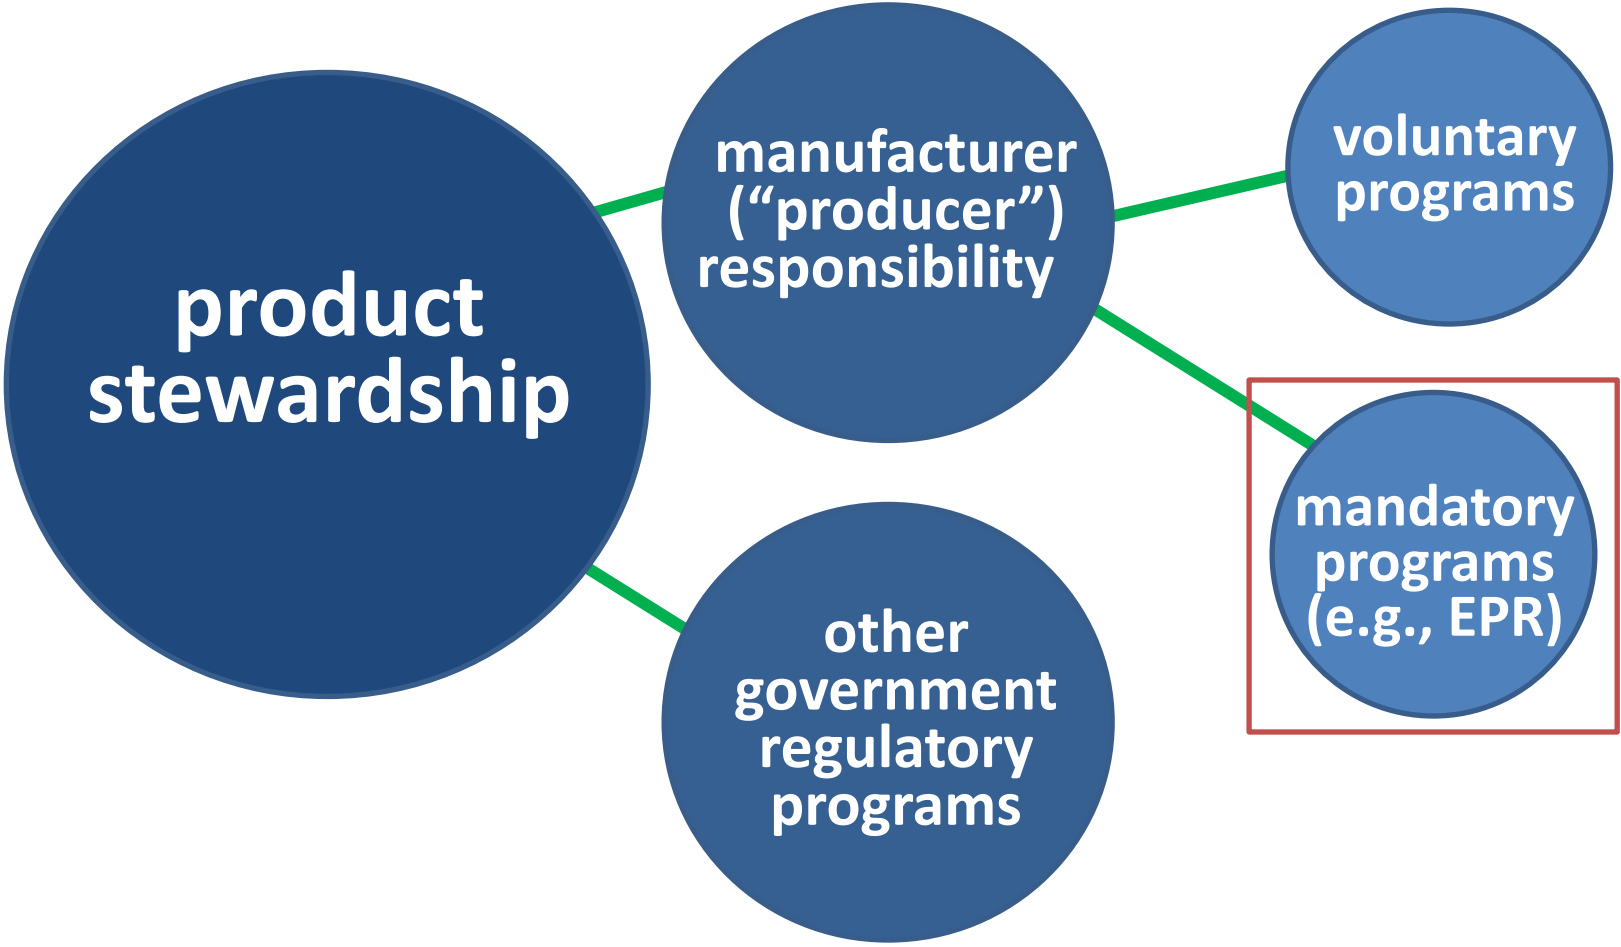 product
stewardship
manufacturer
(“producer”)
responsibility
other
government
regulatory
programs
voluntary
programs
mandatory
programs
(e.g., EPR)